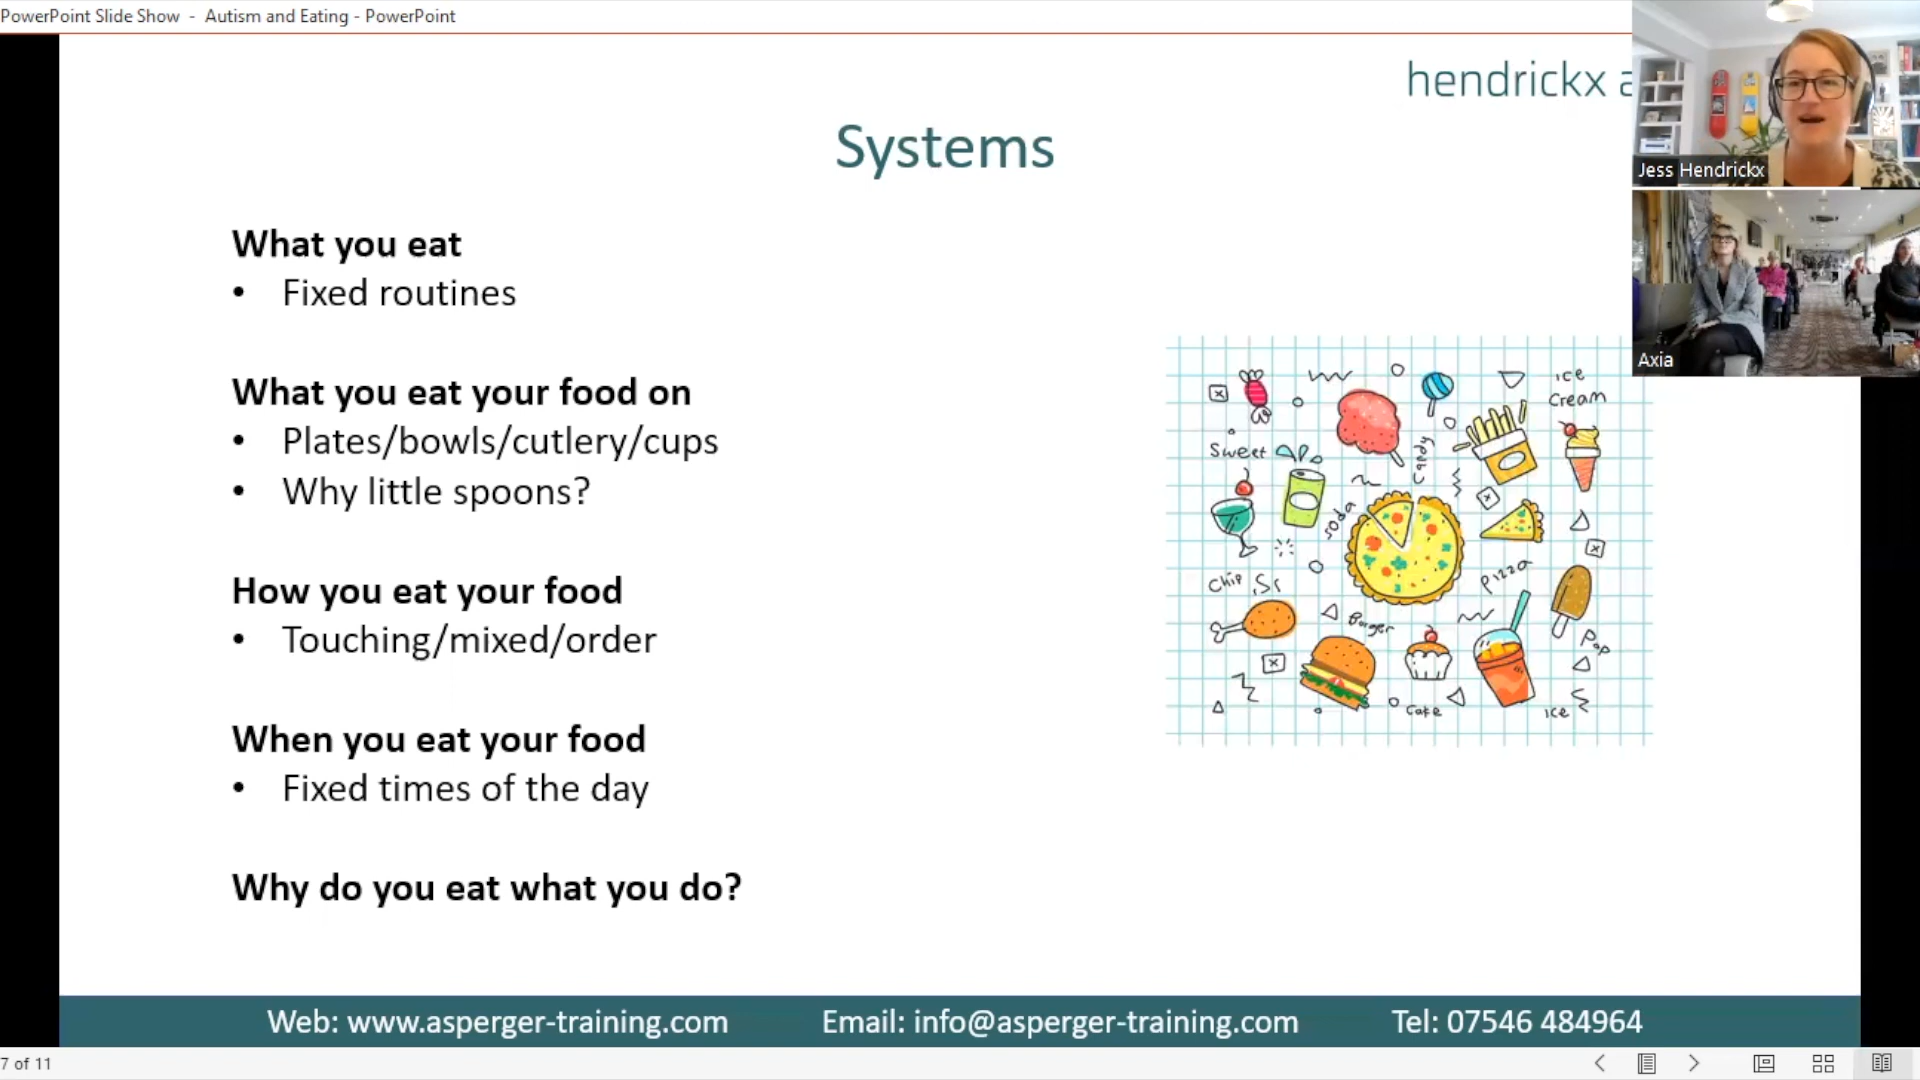 PowerPoint Slide Show - Autism and Eating - PowerPoint
hendrickx a
Systems
What you eat
• Fixed routines
What you eat your food on
• Plates/bowls/cutlery/cups
• Why little spoons?
How you eat your food
• Touching/mixed/order
When you eat your food
• Fixed times of the day
Why do you eat what you do?
Ice
Cream
Sweet
Candy
Soda
Pizza
Chip
Burger
Pop
Cake
Ice
Jess Hendrickx
Axia
Web: www.asperger-training.com Email: info@asperger-training.com Tel: 07546 484964
7 of 11